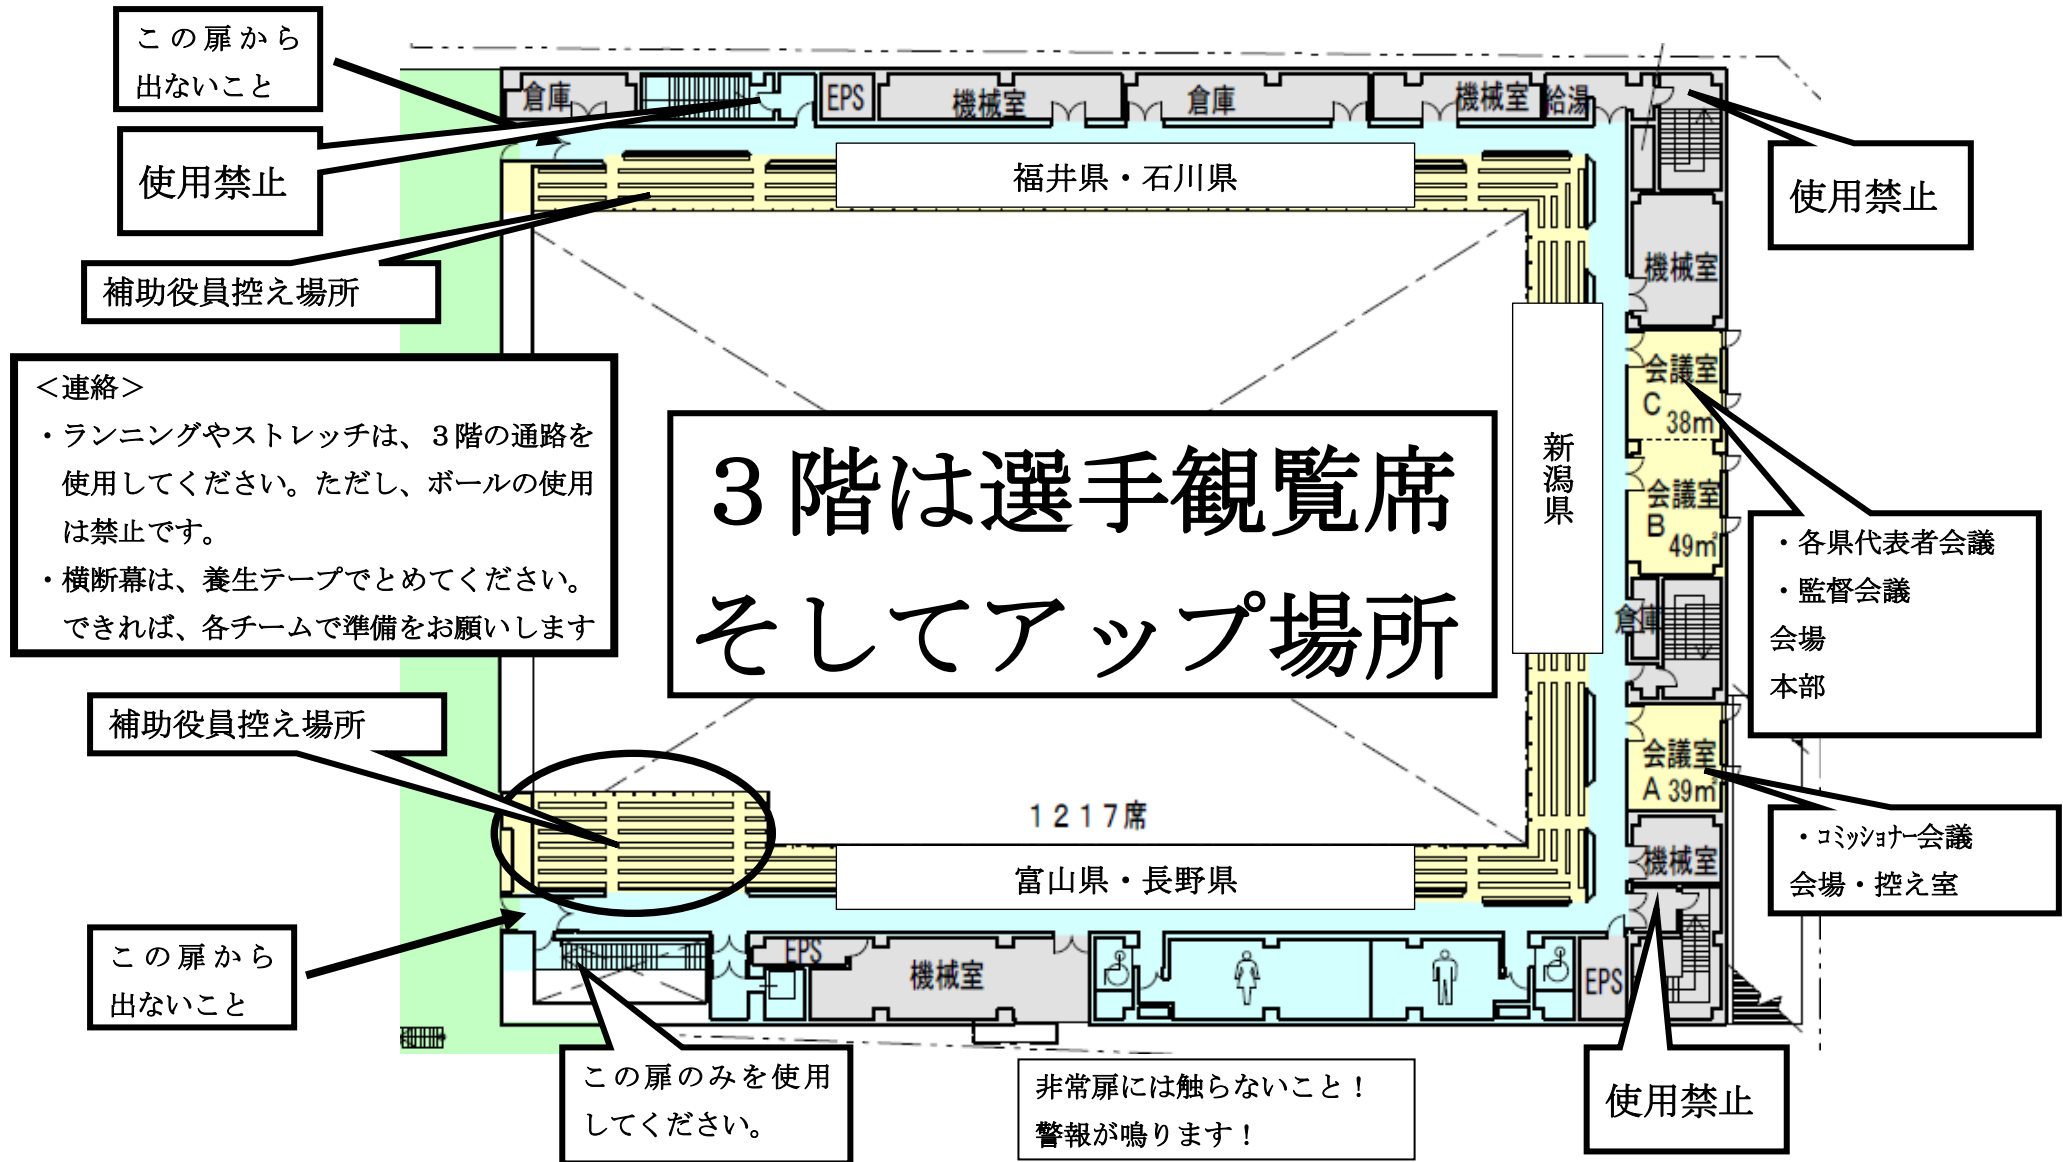 この扉から
出ないこと
倉庫
EPS
機械室
倉庫
機械室
給湯
使用禁止
福井県・石川県
使用禁止
補助役員控え場所
機械室
＜連絡＞
・ランニングやストレッチは、３階の通路を
使用してください。ただし、ボールの使用
は禁止です。
・横断幕は、養生テープでとめてください。
できれば、各チームで準備をお願いします
３階は選手観覧席
そしてアップ場所
新潟県
会議室
C 38㎡
会議室
B 49㎡
・各県代表者会議
・監督会議
会場
本部
倉庫
補助役員控え場所
会議室
A 39㎡
１２１７席
・ｺﾐｯｼｮﾅｰ会議
会場・控え室
機械室
富山県・長野県
この扉から
出ないこと
EPS
機械室
EPS
この扉のみを使用
してください。
非常扉には触らないこと！
警報が鳴ります！
使用禁止